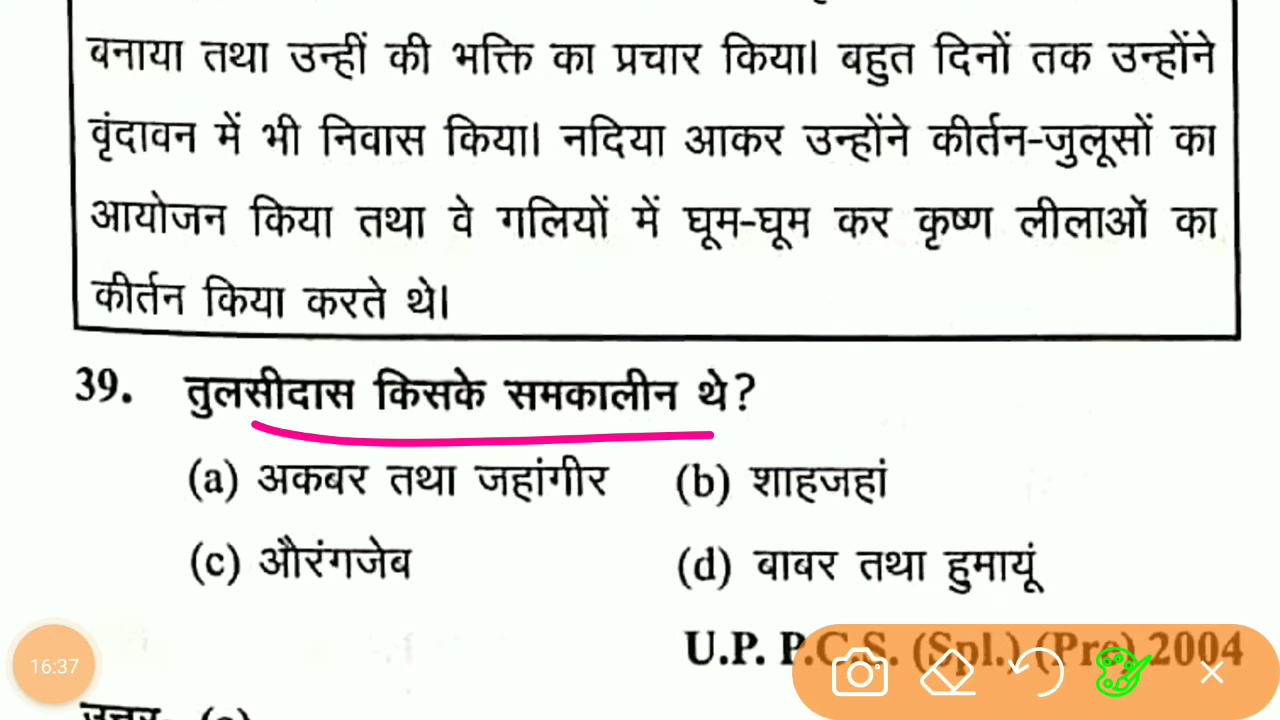 बनाया तथा उन्हीं की भक्ति का प्रचार किया। बहुत दिनों तक उन्होंने
वृंदावन में भी निवास किया। नदिया आकर उन्होंने कीर्तन-जुलूसों का
आयोजन किया तथा वे गलियों में घूम-घूम कर कृष्ण लीलाओं का
कीर्तन किया करते थे।
39. तुलसीदास किसके समकालीन थे?
(a) अकबर तथा जहांगीर (b) शाहजहां
(c) औरंगजेब (d) बाबर तथा हुमायूं
U.P. P.C.S. (Spl.) (Pre) 2004
16:37